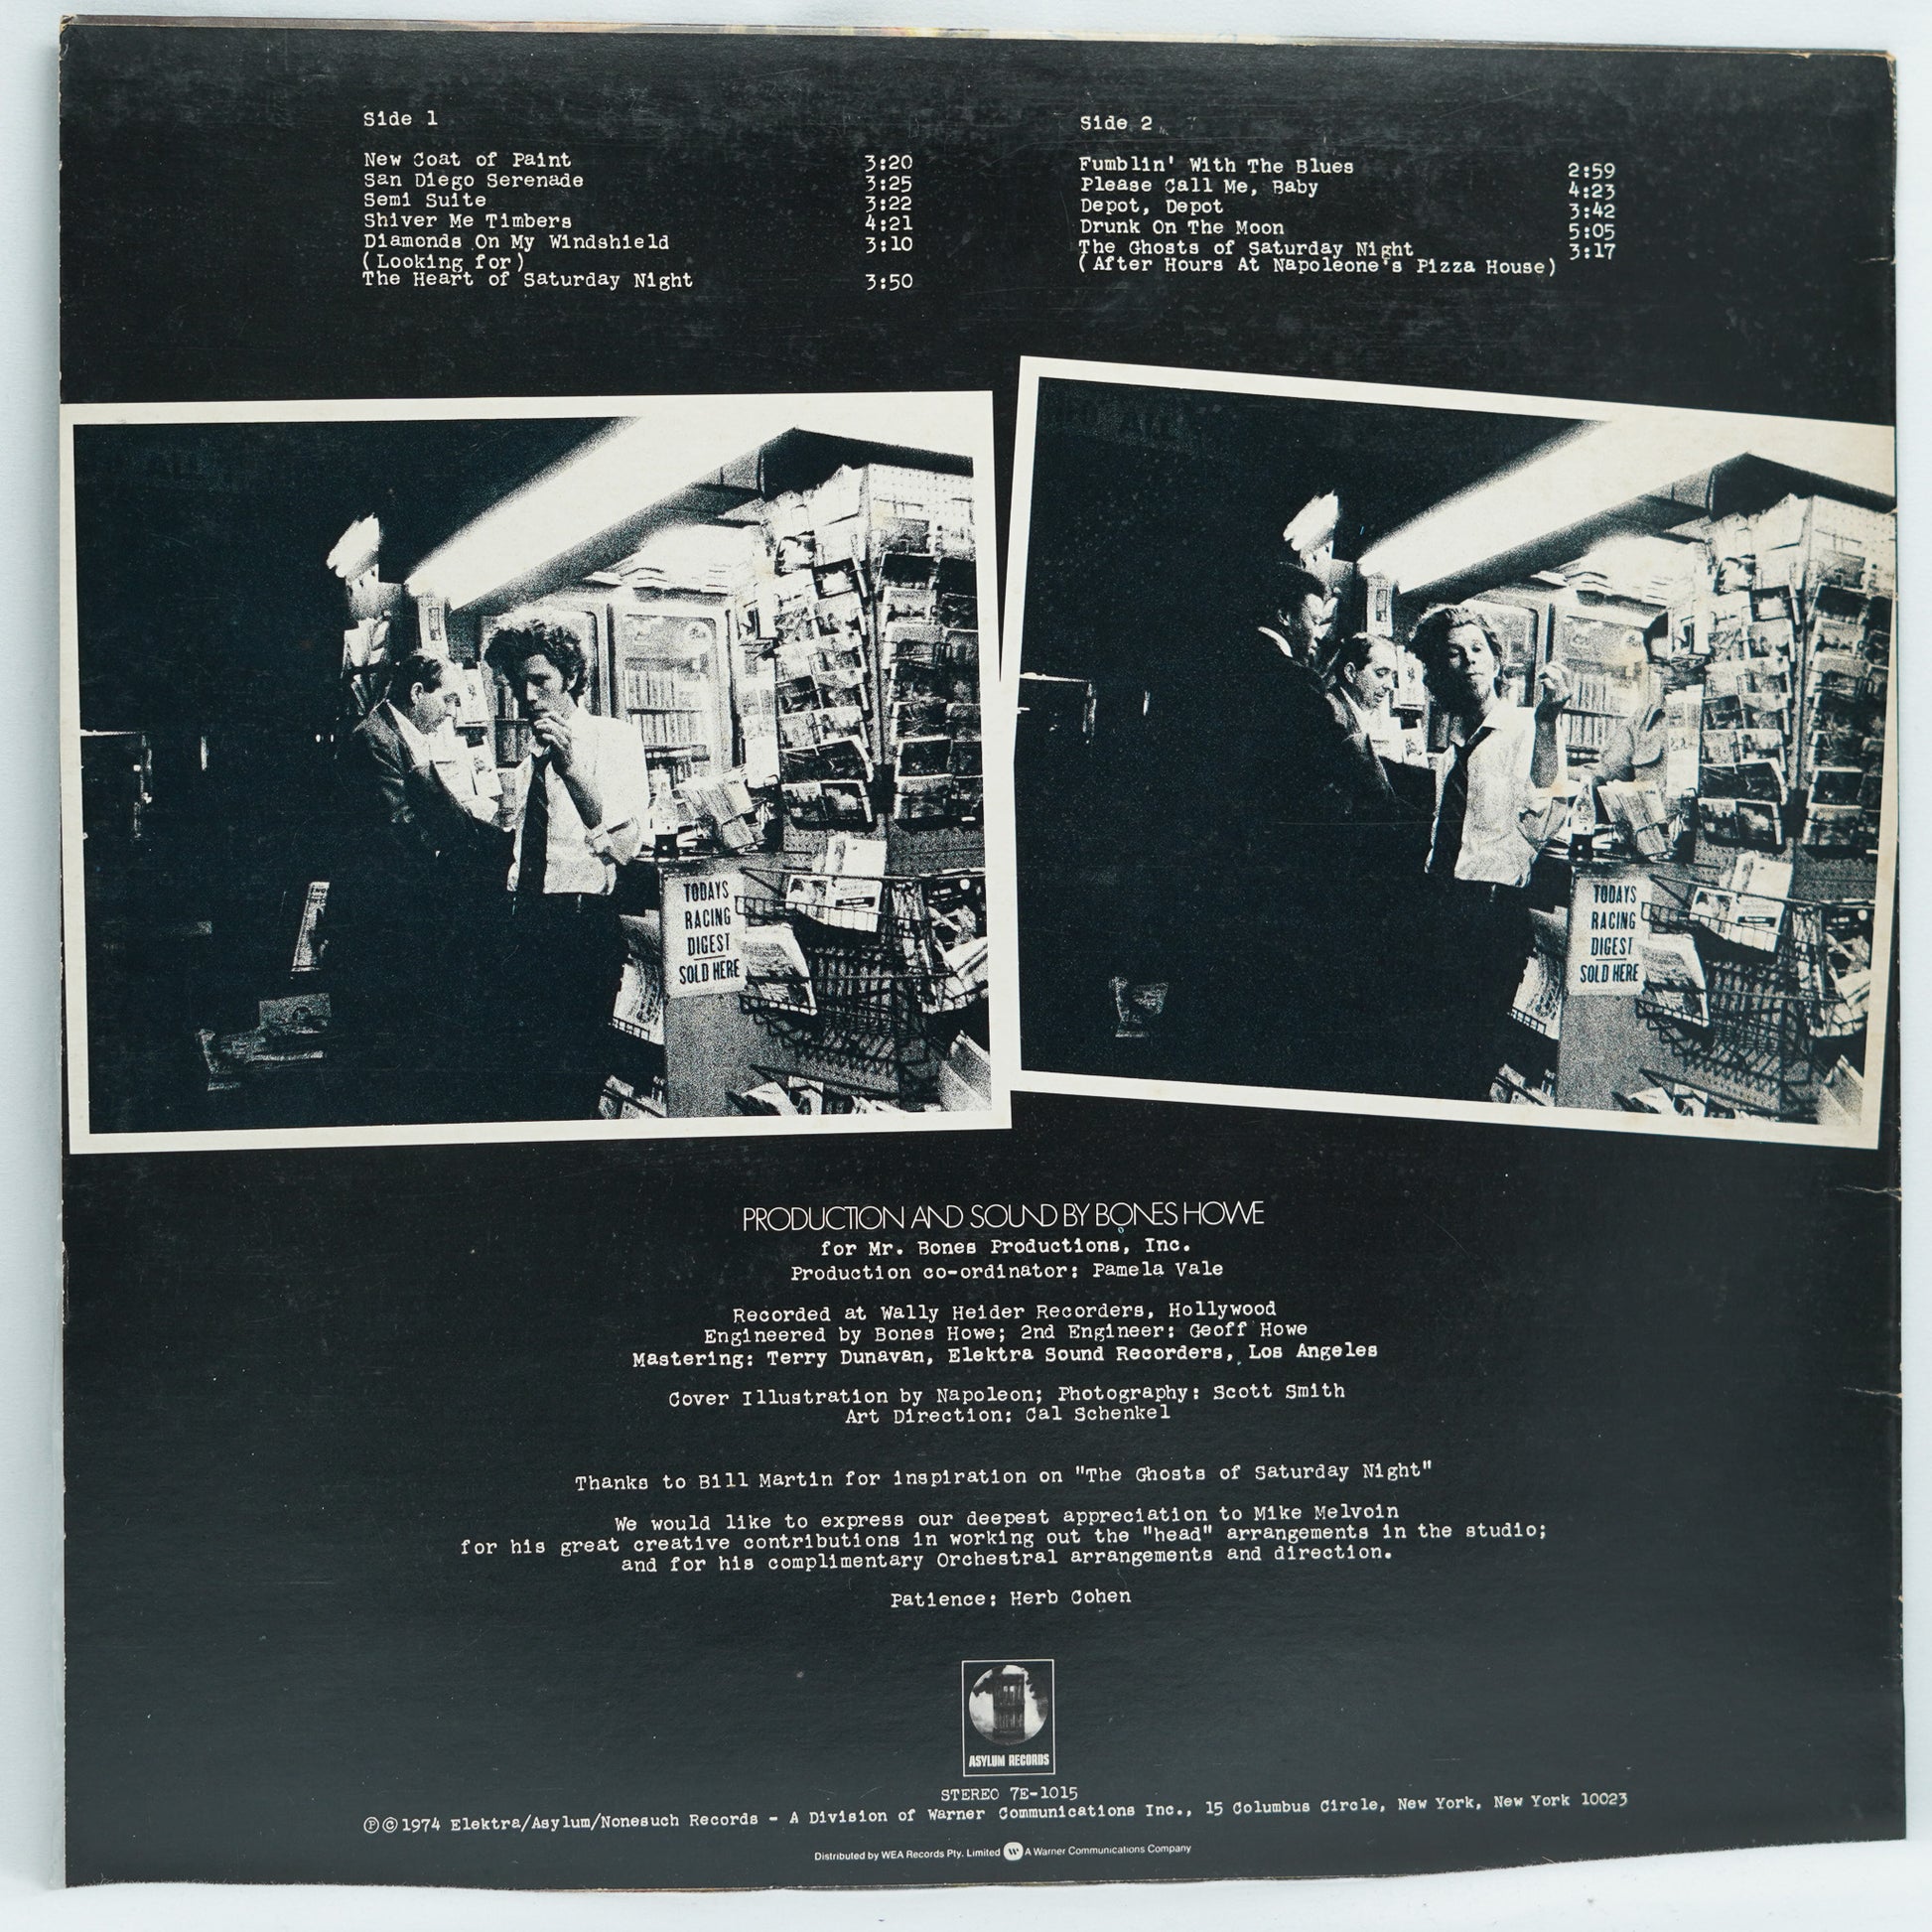 Side 1
New Coat of Paint 3:20
San Diego Serenade 3:25
Semi Suite 3:22
Shiver Me Timbers 4:21
Diamonds On My Windshield 3:10
(Looking for)
The Heart of Saturday Night 3:50
Side 2
Fumblin' With The Blues 2:59
Please Call Me, Baby 4:23
Depot, Depot 3:42
Drunk On The Moon 5:05
The Ghosts of Saturday Night 3:17
(After Hours At Napoleone's Pizza House)
TODAYS
RACING
DIGEST
SOLD HERE
TODAYS
RACING
DIGEST
SOLD HERE
PRODUCTION AND SOUND BY BONES HOWE
for Mr. Bones Productions, Inc.
Production co-ordinator: Pamela Vale
Recorded at Wally Heider Recorders, Hollywood
Engineered by Bones Howe; 2nd Engineer: Geoff Howe
Mastering: Terry Dunavan, Elektra Sound Recorders, Los Angeles
Cover Illustration by Napoleon; Photography: Scott Smith
Art Direction: Cal Schenkel
Thanks to Bill Martin for inspiration on "The Ghosts of Saturday Night"
We would like to express our deepest appreciation to Mike Melvoin
for his great creative contributions in working out the "head" arrangements in the studio;
and for his complimentary Orchestral arrangements and direction.
Patience: Herb Cohen
ASYLUM RECORDS
STEREO 7E-1015
Ⓟ©1974 Elektra/Asylum/Nonesuch Records - A Division of Warner Communications Inc., 15 Columbus Circle, New York, New York 10023
Distributed by WEA Records Pty. Limited W A Warner Communications Company